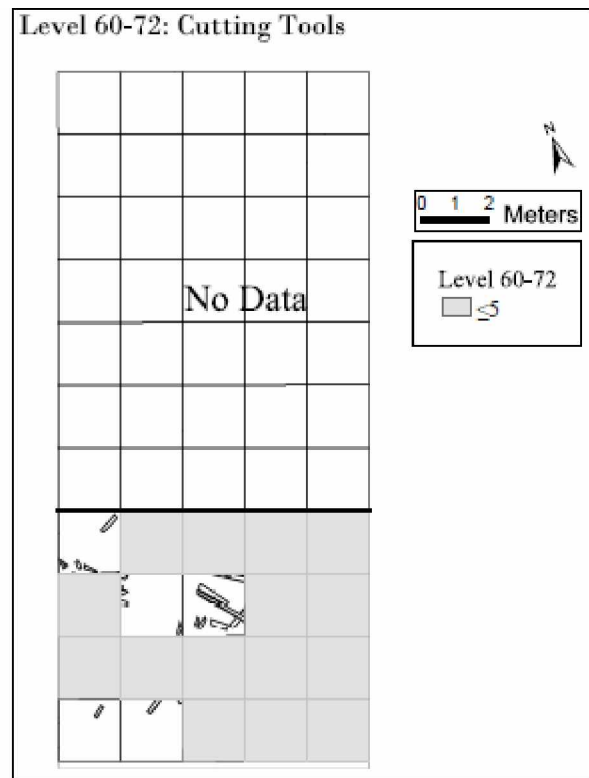 Level 60-72: Cutting Tools
N
0 1 2 Meters
Level 60-72
≤5
No Data